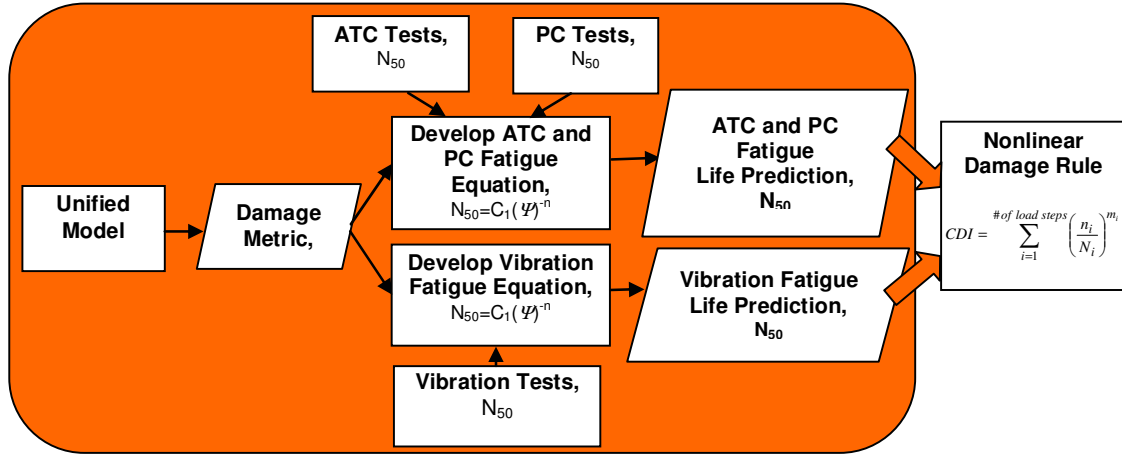 ATC Tests,
N50
PC Tests,
N50
Unified
Model
Damage
Metric,
Develop ATC and
PC Fatigue
Equation,
N50=C1(Ψ)-n
Develop Vibration
Fatigue Equation,
N50=C1(Ψ)-n
Vibration Tests,
N50
ATC and PC
Fatigue
Life Prediction,
N50
Vibration Fatigue
Life Prediction,
N50
Nonlinear
Damage Rule
#of load steps
CDI = ∑ (ni/Ni)mi
i=1